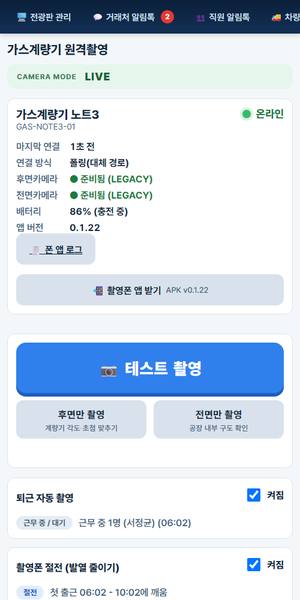 전광판 관리 거래처 알림톡 2 직원 알림톡 차량
가스계량기 원격촬영
CAMERA MODE LIVE
가스계량기 노트3 온라인
GAS-NOTE3-01
마지막 연결 1초 전
연결 방식 폴링(대체 경로)
후면카메라 ● 준비됨 (LEGACY)
전면카메라 ● 준비됨 (LEGACY)
배터리 86% (충전 중)
앱 버전 0.1.22
폰 앱 로그
촬영폰 앱 받기 APK v0.1.22
테스트 촬영
후면만 촬영 전면만 촬영
계량기 각도·초점 맞추기 공장 내부 구도 확인
퇴근 자동 촬영 켜짐
근무 중 / 대기 근무 중 1명 (서정균) (06:02)
촬영폰 절전 (발열 줄이기) 켜짐
절전 첫 출근 06:02 - 10:02에 깨움